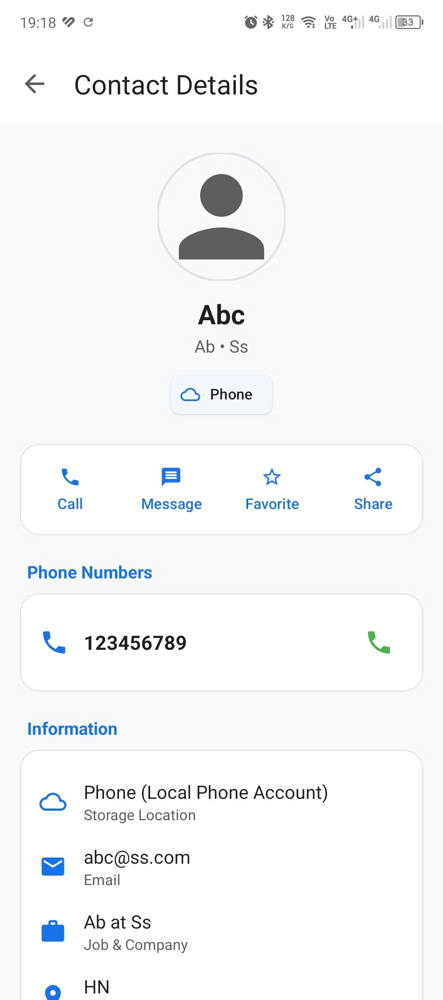 19:18 128 K/S Vo LTE 4G+ 4G 33
Contact Details
Abc
Ab • Ss
Phone
Call Message Favorite Share
Phone Numbers
123456789
Information
Phone (Local Phone Account)
Storage Location
abc@ss.com
Email
Ab at Ss
Job & Company
HN